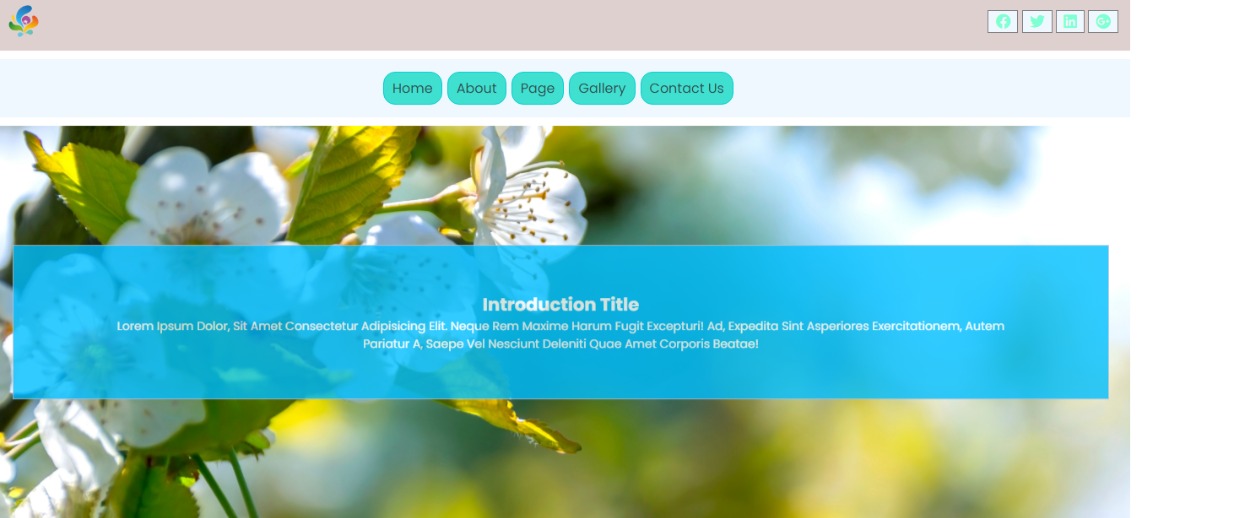 Home About Page Gallery Contact Us
Introduction Title
Lorem Ipsum Dolor, Sit Amet Consectetur Adipisicing Elit. Neque Rem Maxime Harum Fugit Excepturi! Ad, Expedita Sint Asperiores Exercitationem, Autem
Pariatur A, Saepe Vel Nesciunt Deleniti Quae Amet Corporis Beatae!